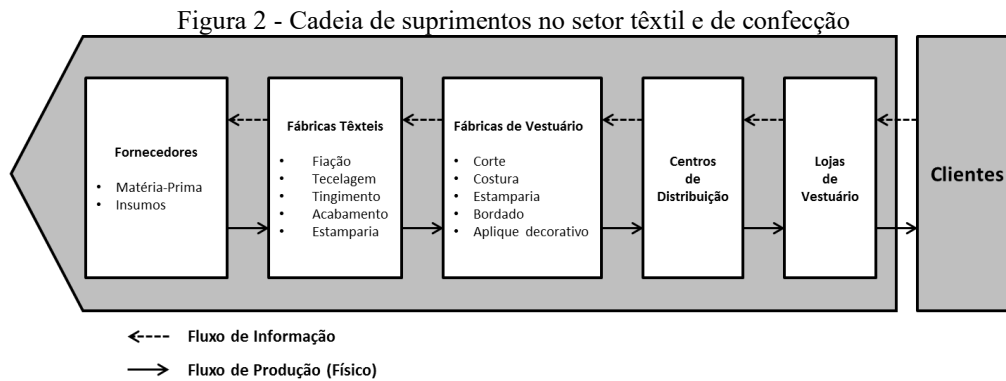 Figura 2 - Cadeia de suprimentos no setor têxtil e de confecção
Fornecedores
• Matéria-Prima
• Insumos
Fábricas Têxteis
• Fiação
• Tecelagem
• Tingimento
• Acabamento
• Estamparia
Fábricas de Vestuário
• Corte
• Costura
• Estamparia
• Bordado
• Aplique decorativo
Centros
de
Distribuição
Lojas
de
Vestuário
Clientes
Fluxo de Informação
Fluxo de Produção (Físico)